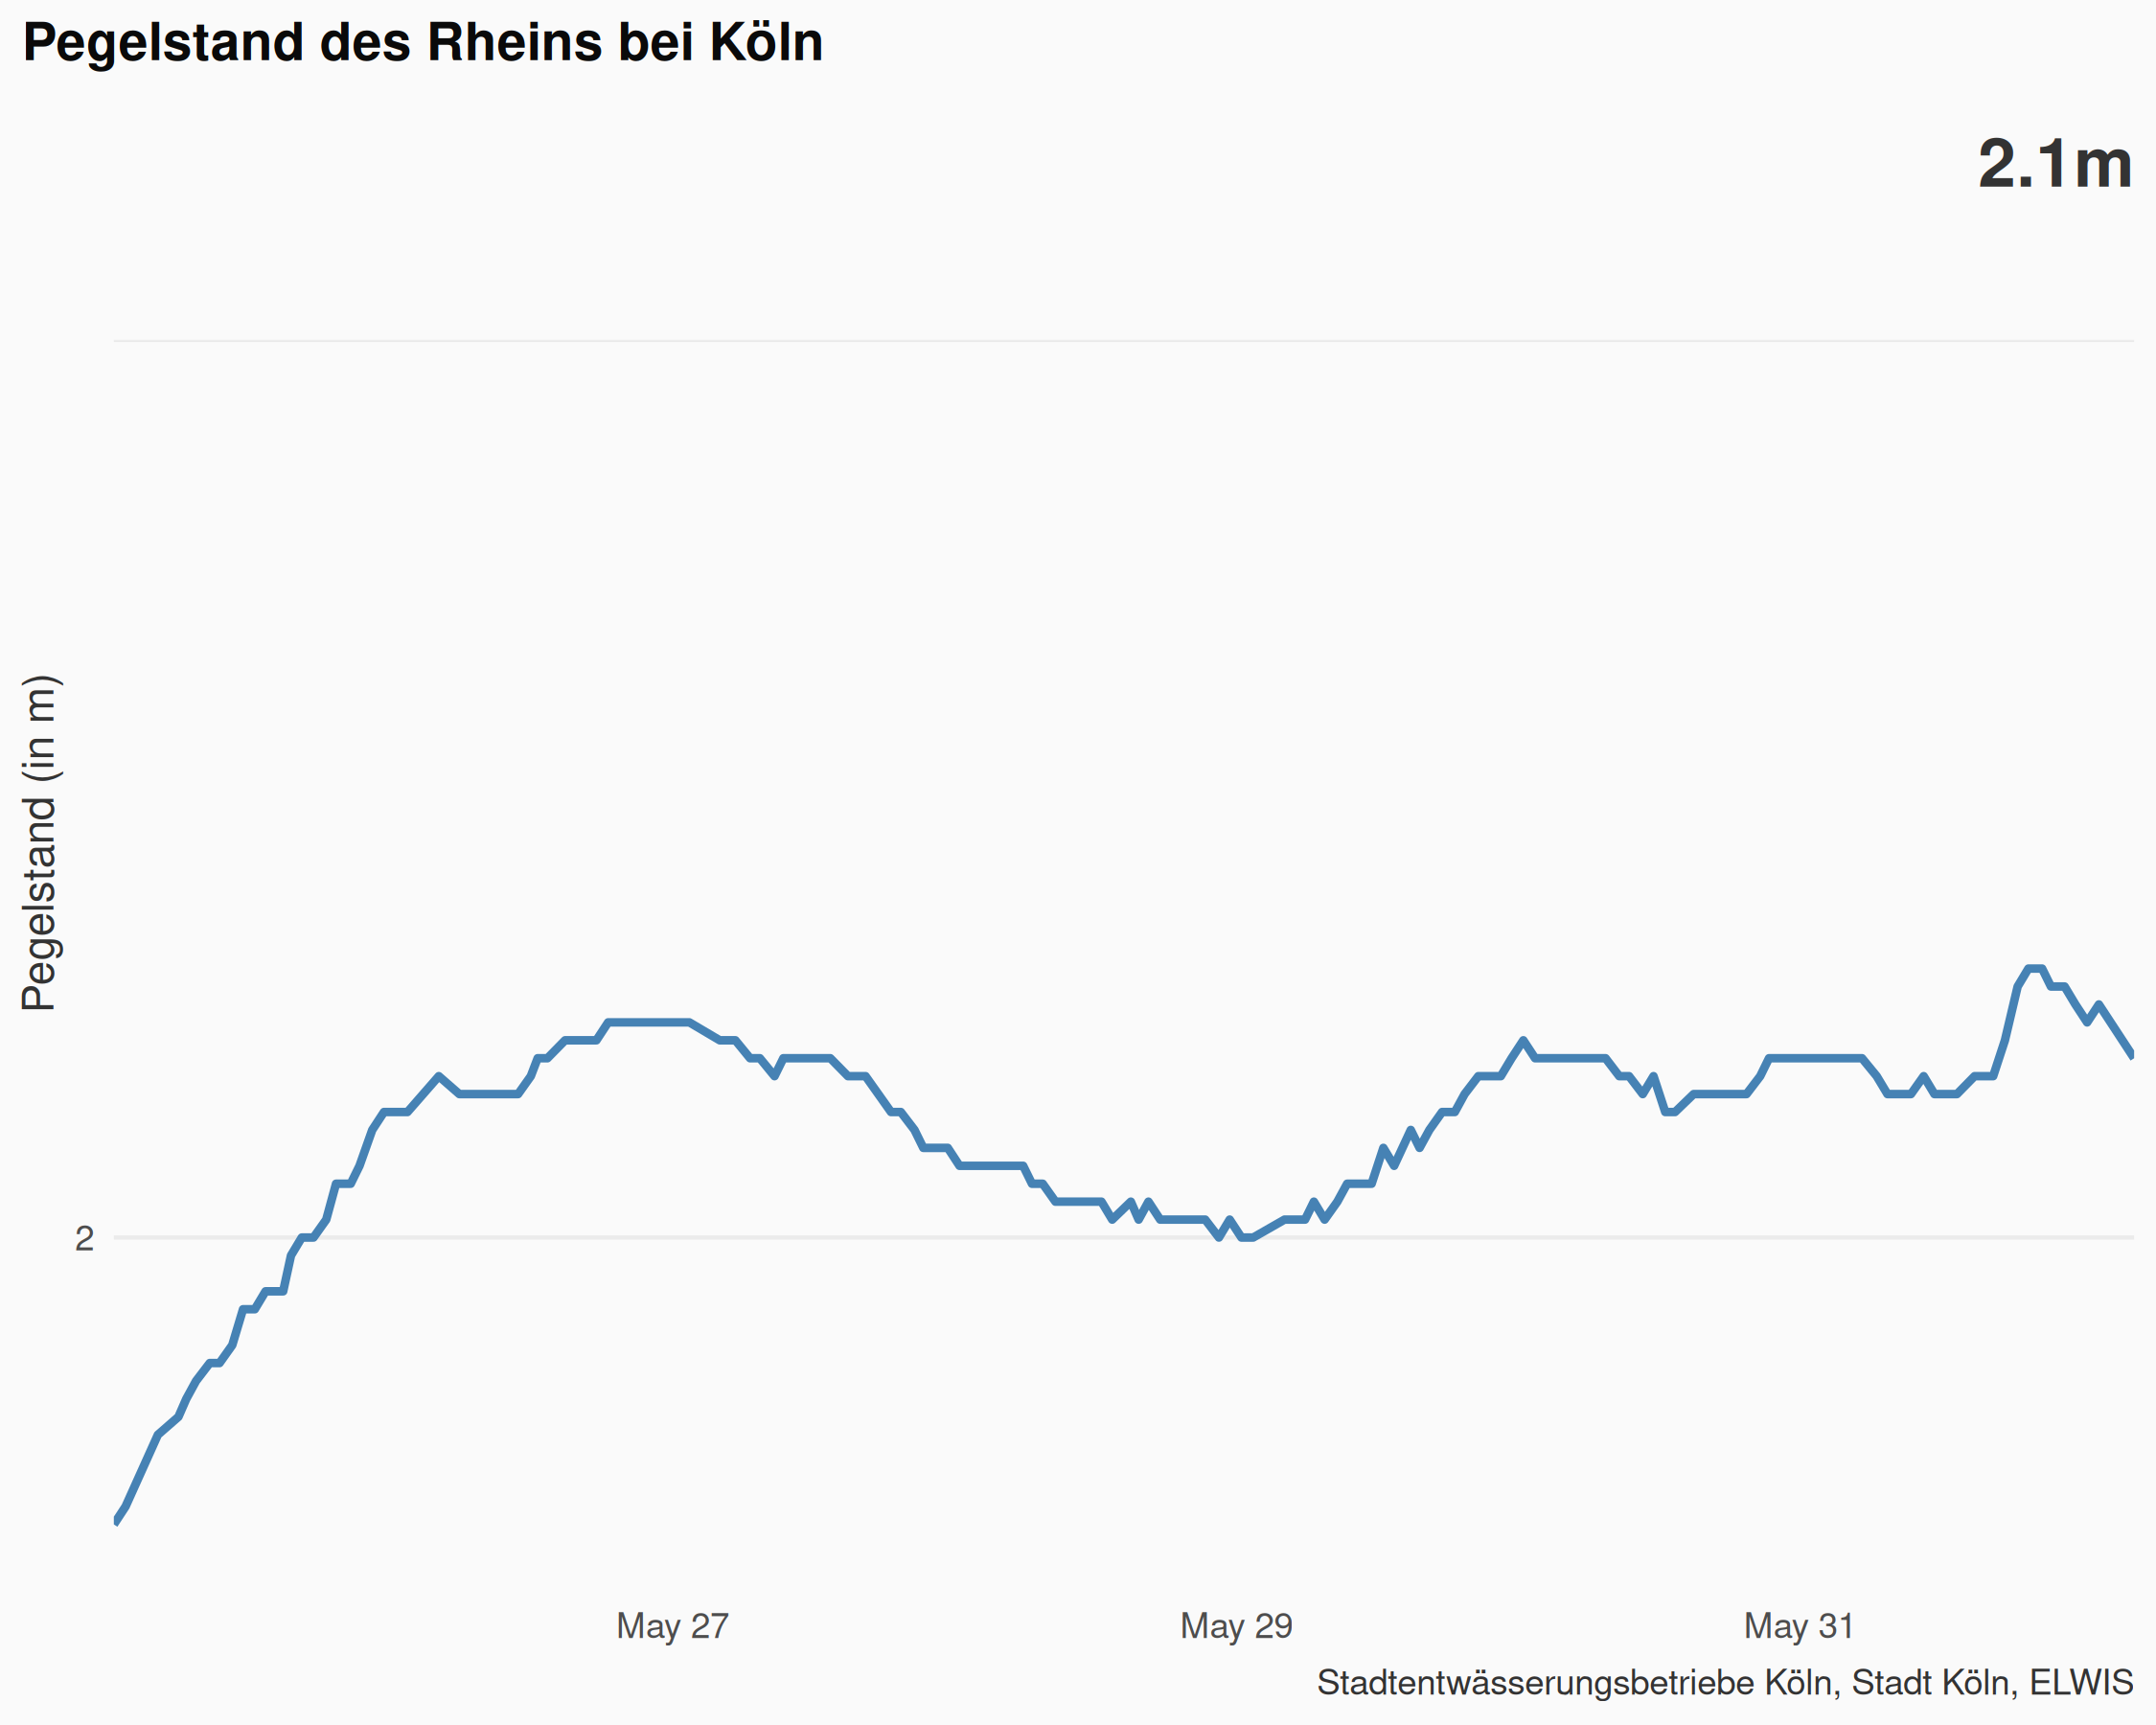 Pegelstand des Rheins bei Köln
2.1m
Pegelstand (in m)
2
May 27
May 29
May 31
Stadtentwässerungsbetriebe Köln, Stadt Köln, ELWIS